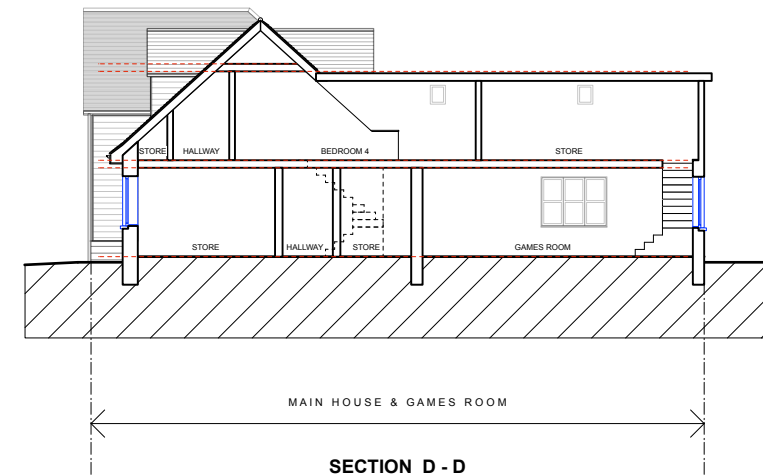 STORE HALLWAY BEDROOM 4 STORE
STORE HALLWAY STORE GAMES ROOM
MAIN HOUSE & GAMES ROOM
SECTION D - D